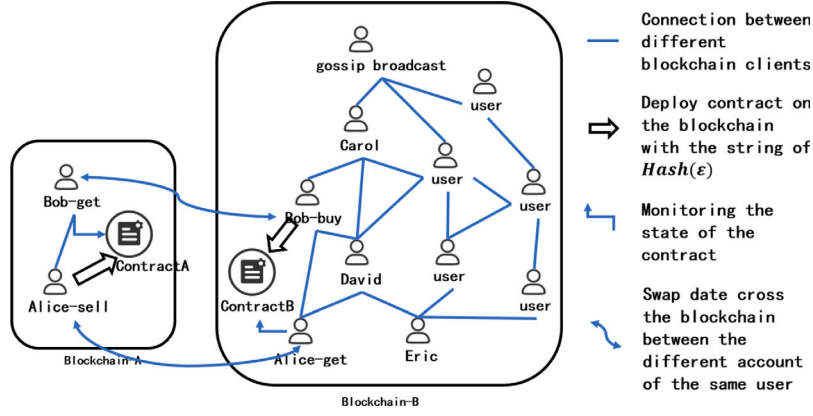 gossip broadcast
user
Carol
user
user
Bob-get
Bob-buy
ContractA
David
user
user
Alice-sell
ContractB
Alice-get
Eric
Blockchain-A
Blockchain-B
Connection between
different
blockchain clients
Deploy contract on
the blockchain
with the string of
Hash(ε)
Monitoring the
state of the
contract
Swap date cross
the blockchain
between the
different account
of the same user